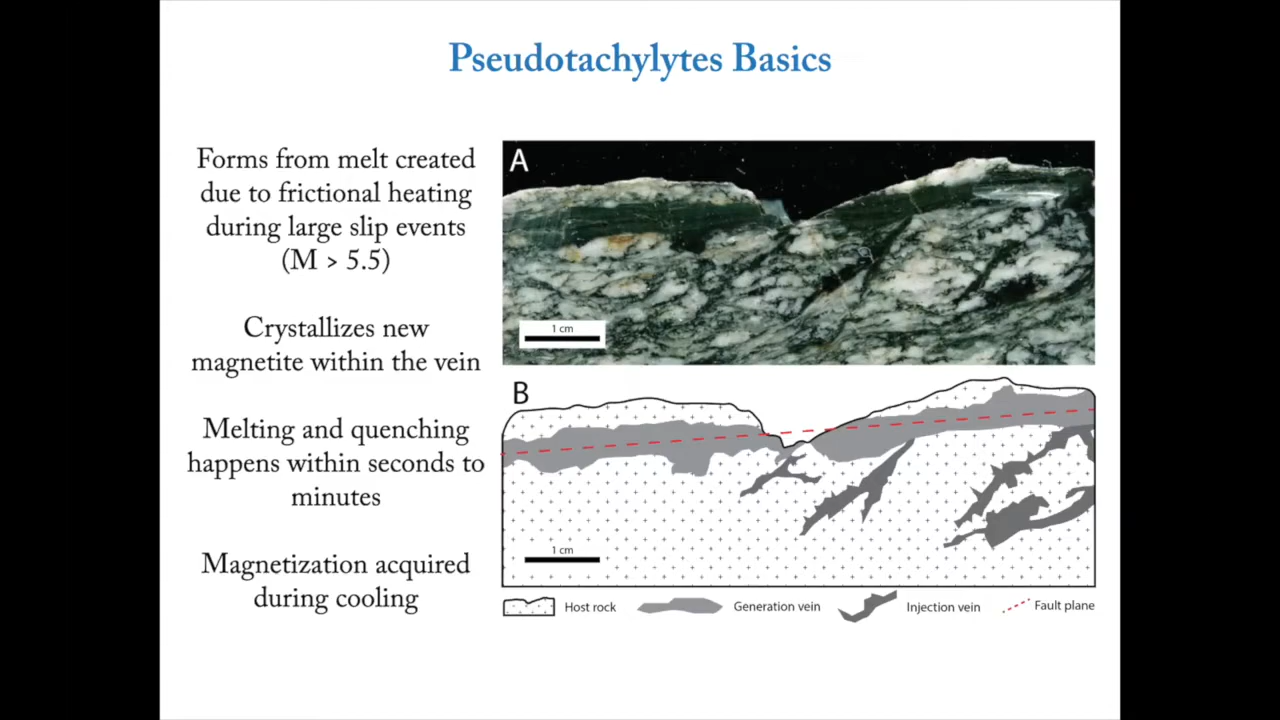 Pseudotachylytes Basics
Forms from melt created
due to frictional heating
during large slip events
(M > 5.5)
Crystallizes new
magnetite within the vein
Melting and quenching
happens within seconds to
minutes
Magnetization acquired
during cooling
A
1 cm
B
1 cm
Host rock
Generation vein
Injection vein
Fault plane